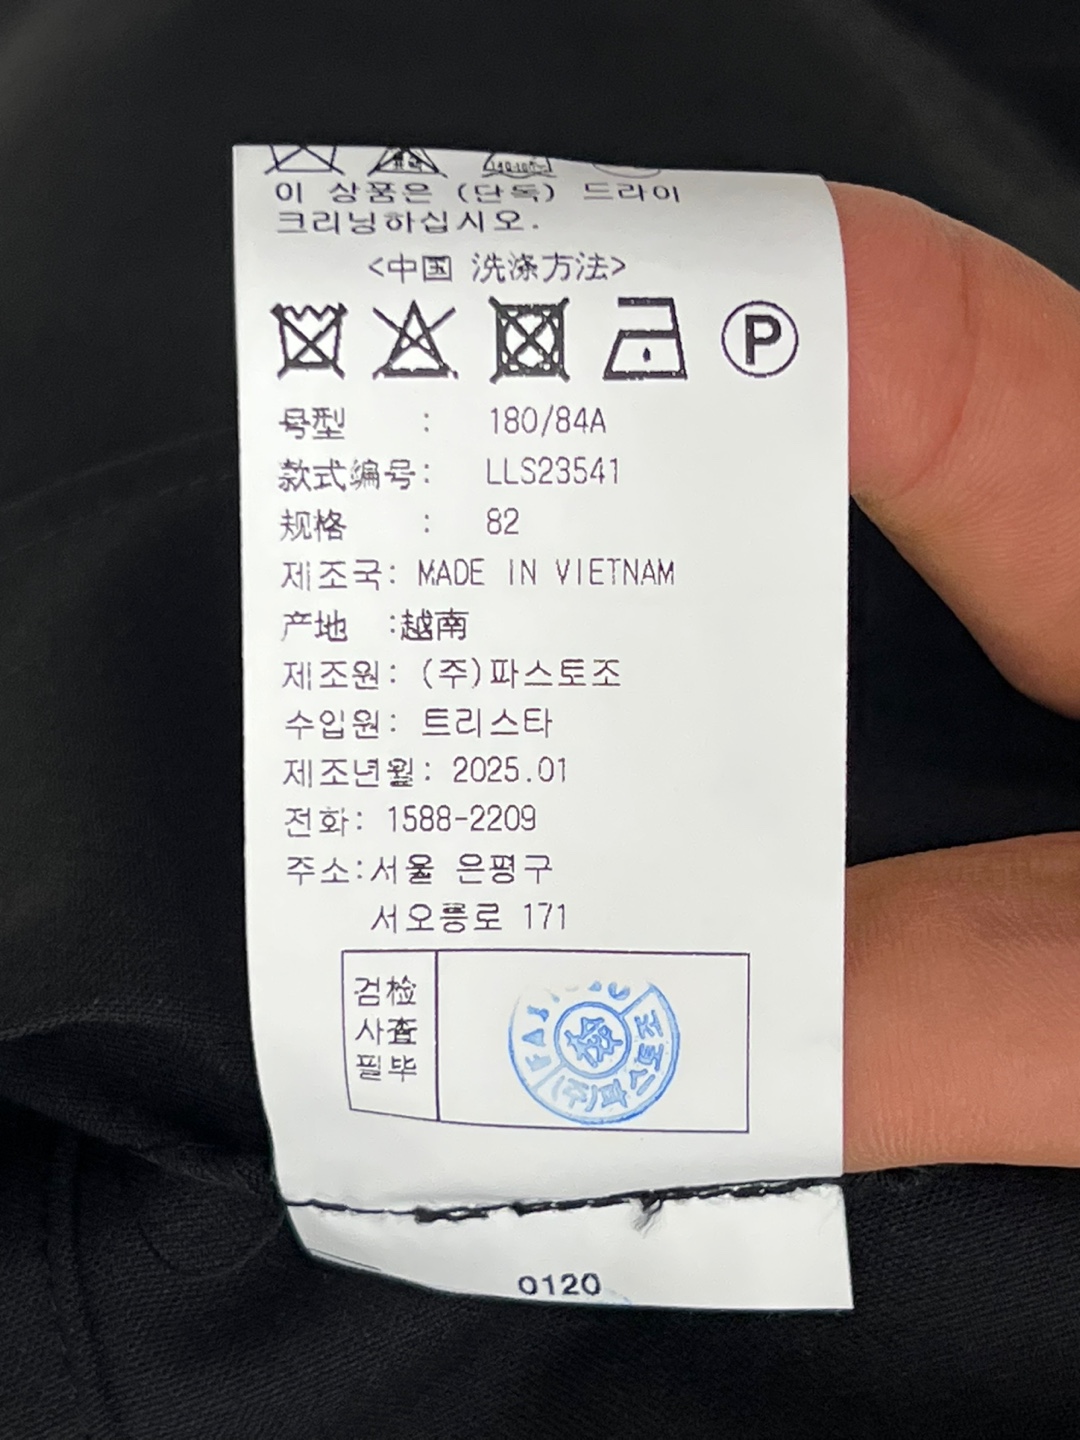 이 상품은 (단독) 드라이
크리닝하십시오.
<中国 洗涤方法>
P
号型 : 180/84A
款式编号: LLS23541
规格 : 82
제조국: MADE IN VIETNAM
产地 :越南
제조원: (주)파스토조
수입원: 트리스타
제조년월: 2025.01
전화: 1588-2209
주소:서울 은평구
서오릉로 171
검检
사查
필毕
0120